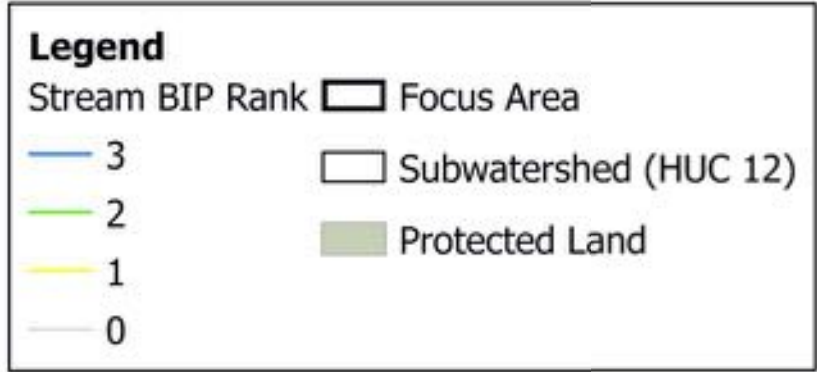 Legend
Stream BIP Rank
3
2
1
0
Focus Area
Subwatershed (HUC 12)
Protected Land